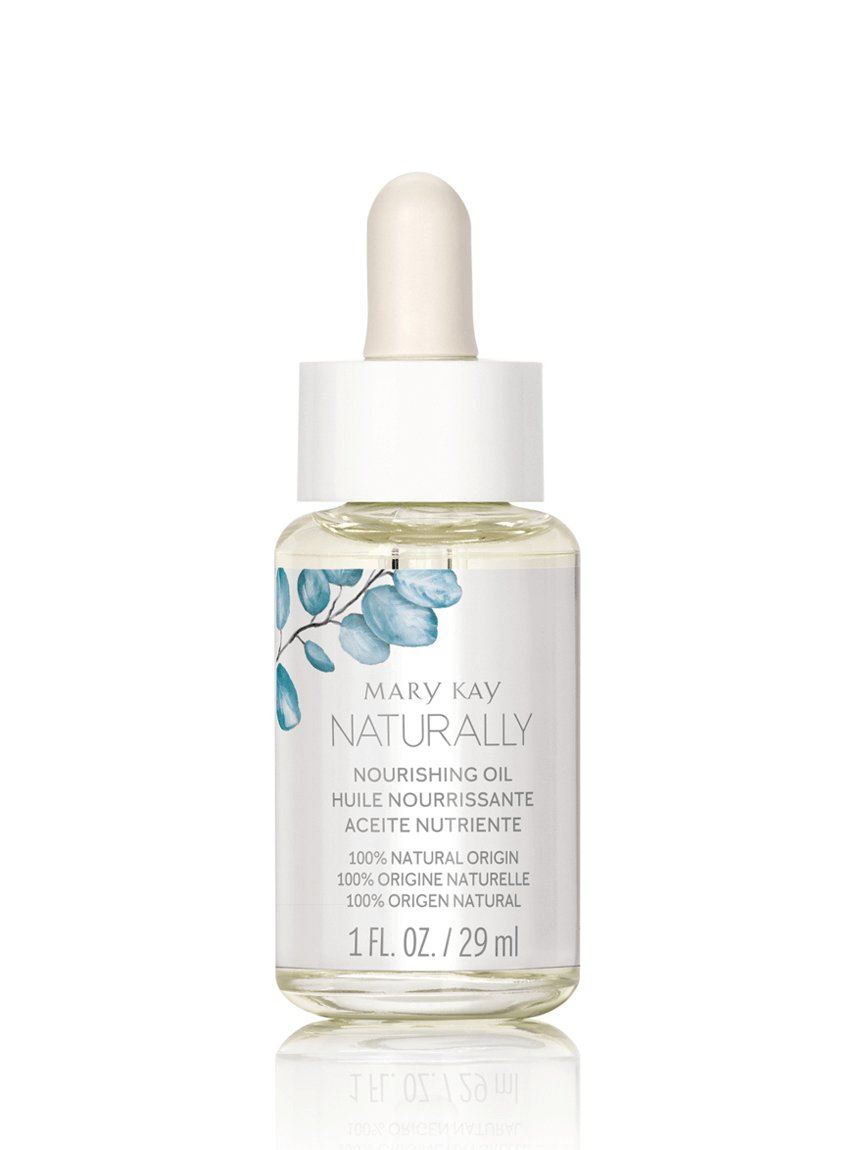 MARY KAY
NATURALLY
NOURISHING OIL
HUILE NOURRISSANTE
ACEITE NUTRIENTE
100% NATURAL ORIGIN
100% ORIGINE NATURELLE
100% ORIGEN NATURAL
1 FL. OZ. / 29 ml